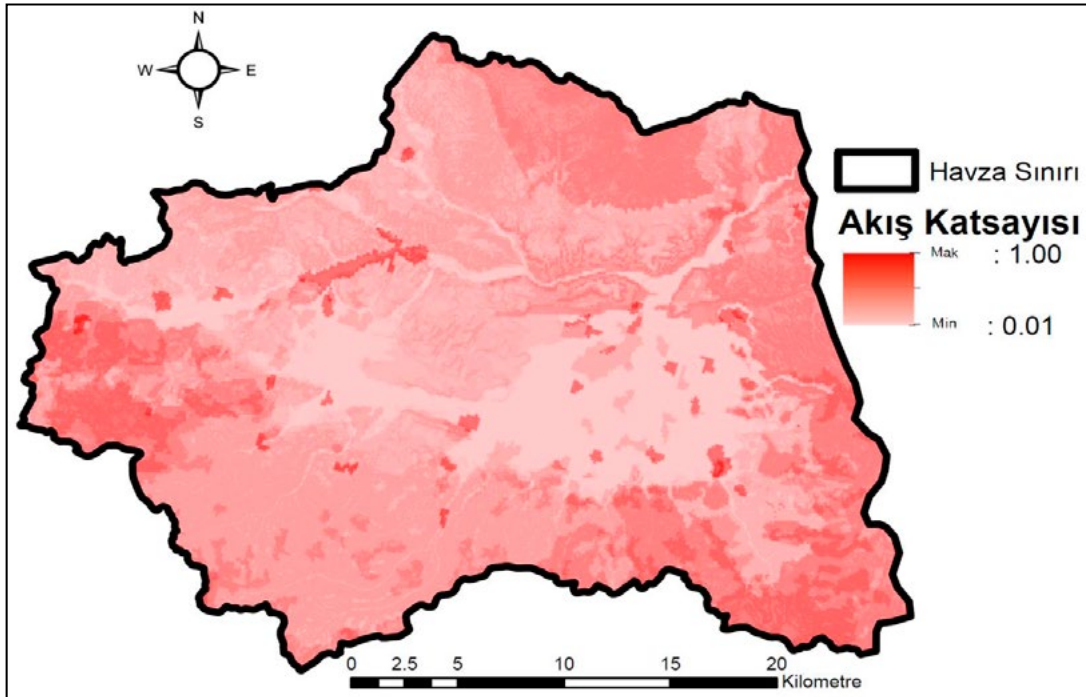 N
W E
S
Havza Sınırı
Akış Katsayısı
Mak : 1.00
Min : 0.01
0 2.5 5 10 15 20
Kilometre